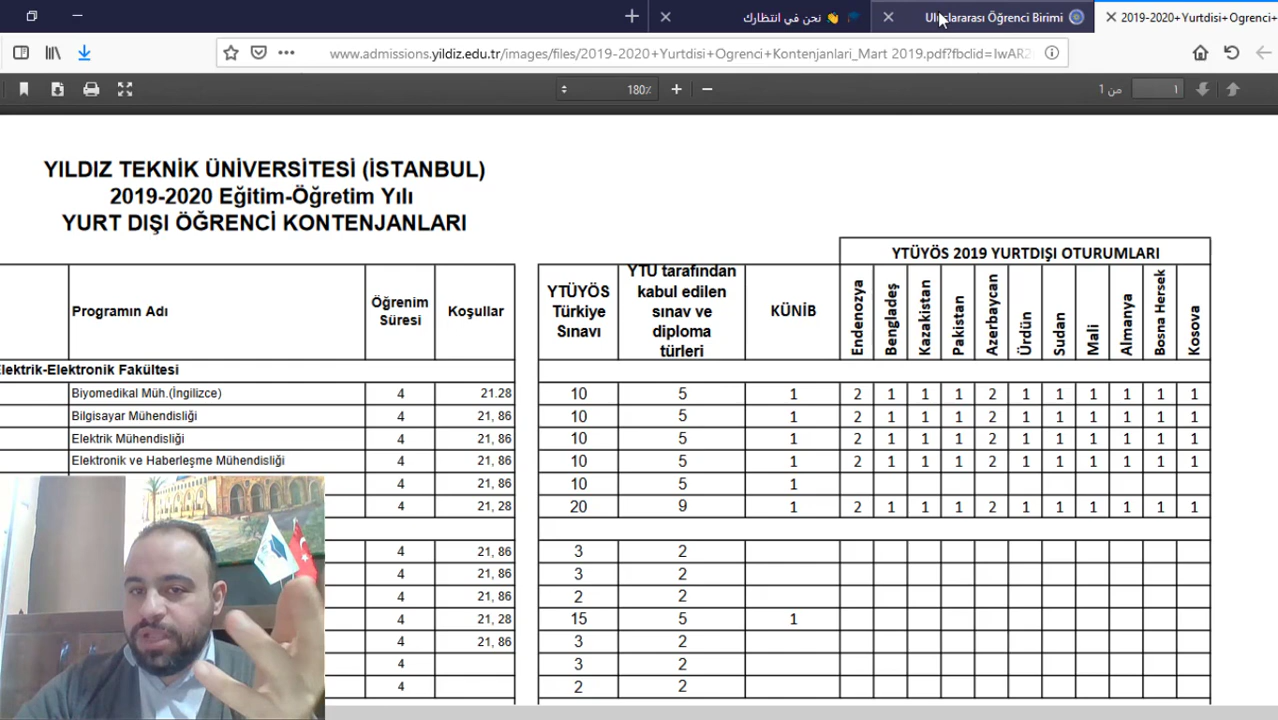 نحن في انتظارك
Uluslararası Öğrenci Birimi
2019-2020+Yurtdisi+Ogrenci+
www.admissions.yildiz.edu.tr/images/files/2019-2020+Yurtdisi+Ogrenci+Kontenjanlari_Mart 2019.pdf?fbclid=IwAR2
180%
من 1
١
YILDIZ TEKNİK ÜNİVERSİTESİ (İSTANBUL)
2019-2020 Eğitim-Öğretim Yılı
YURT DIŞI ÖĞRENCİ KONTENJANLARI
YTÜYÖS 2019 YURTDIŞI OTURUMLARI
Programın Adı
Öğrenim Süresi
Koşullar
YTÜYÖS Türkiye Sınavı
YTU tarafından kabul edilen sınav ve diploma türleri
KÜNİB
Endenozya
Bengladeş
Kazakistan
Pakistan
Azerbaycan
Ürdün
Sudan
Mali
Almanya
Bosna Hersek
Kosova
lektrik-Elektronik Fakültesi
Biyomedikal Müh.(İngilizce) 4 21.28 10 5 1 2 1 1 1 2 1 1 1 1 1 1
Bilgisayar Mühendisliği 4 21, 86 10 5 1 2 1 1 1 2 1 1 1 1 1 1
Elektrik Mühendisliği 4 21, 86 10 5 1 2 1 1 1 2 1 1 1 1 1 1
Elektronik ve Haberleşme Mühendisliği 4 21, 86 10 5 1 2 1 1 1 2 1 1 1 1 1 1
4 21, 86 10 5 1
4 21, 28 20 9 1 2 1 1 1 2 1 1 1 1 1 1
4 21, 86 3 2
4 21, 86 3 2
4 21, 86 2 2
4 21, 28 15 5 1
4 21, 86 3 2
4 3 2
4 2 2